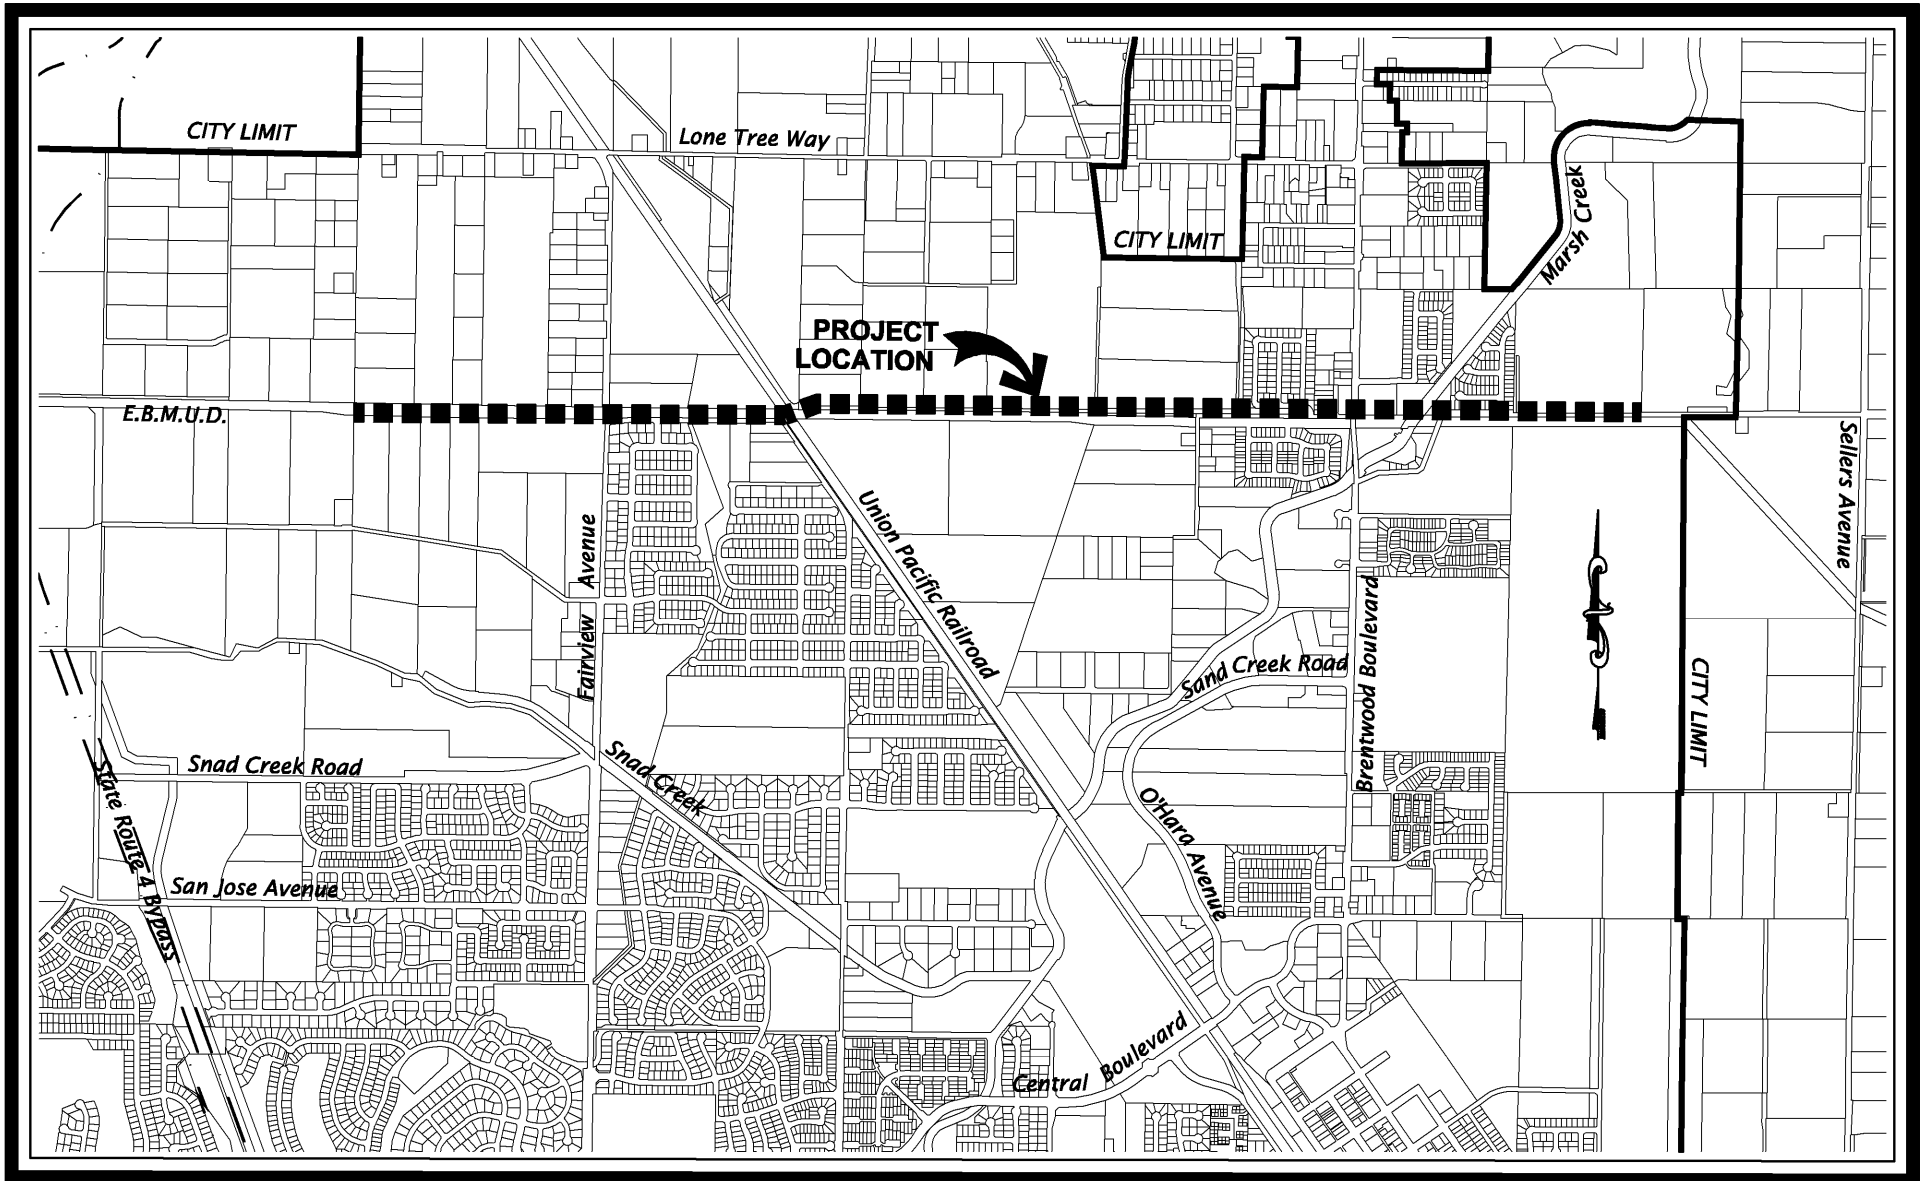 CITY LIMIT
Lone Tree Way
CITY LIMIT
Marsh Creek
PROJECT
LOCATION
E.B.M.U.D.
Sellers Avenue
Union Pacific Railroad
Fairview Avenue
Brentwood Boulevard
Sand Creek Road
CITY LIMIT
Snad Creek Road
Snad Creek
State Route 4 Bypass
O'Hara Avenue
San Jose Avenue
Central Boulevard